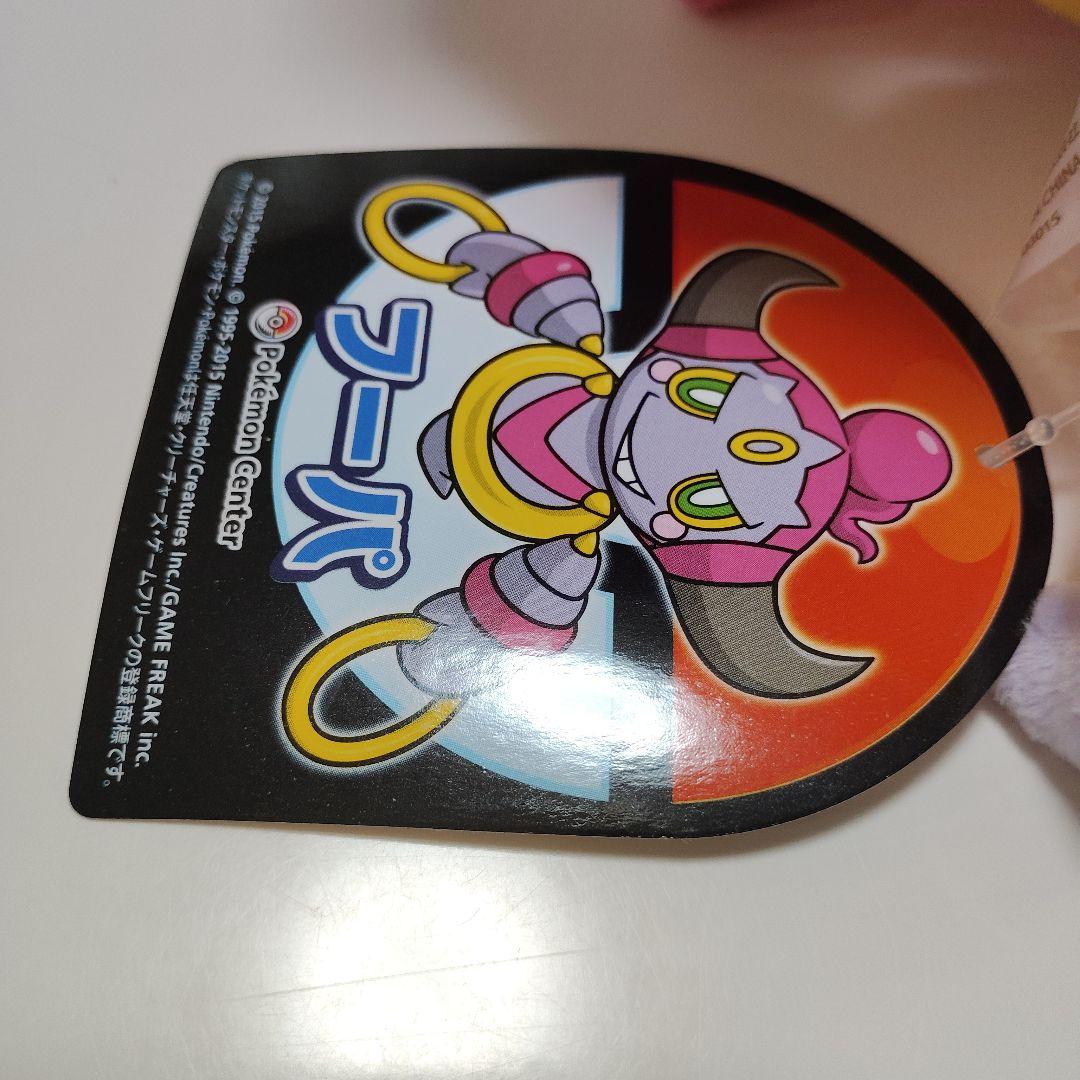 フーパ
Pokémon Center
© 2015 Pokémon. © 1995-2015 Nintendo/Creatures Inc./GAME FREAK inc.
ポケットモンスター・ポケモン・Pokémonは任天堂・クリーチャーズ・ゲームフリークの登録商標です。
CHINA